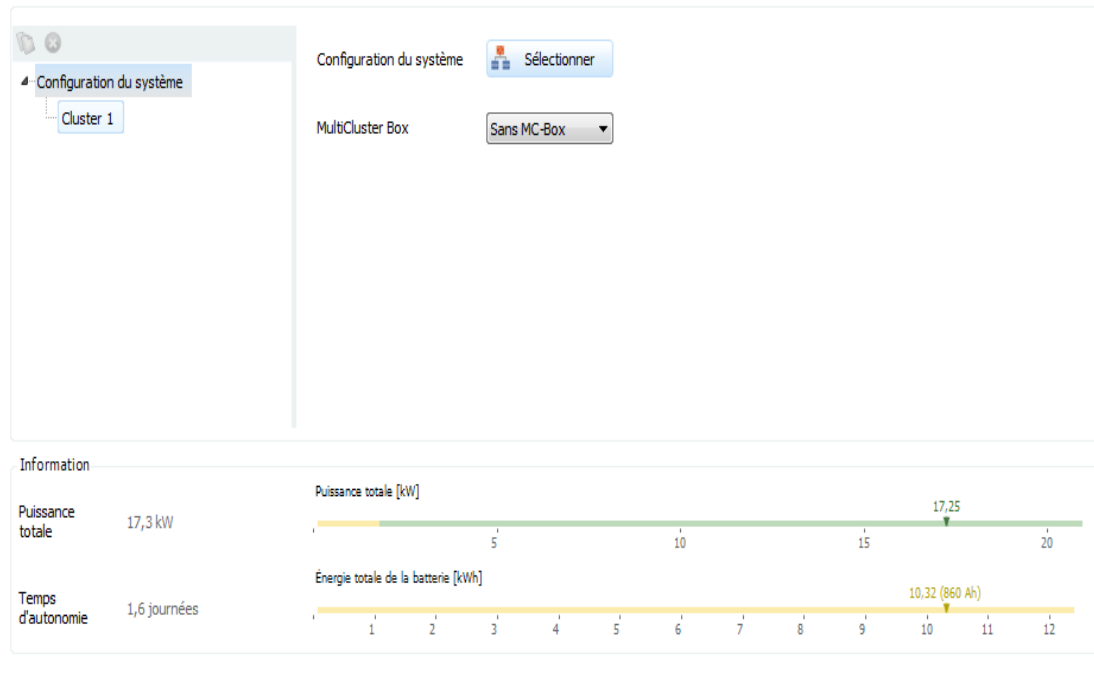 Configuration du système
Cluster 1
Configuration du système
Sélectionner
MultiCluster Box
Sans MC-Box
Information
Puissance
totale
17,3 kW
Puissance totale [kW]
17,25
5 10 15 20
Temps
d'autonomie
1,6 journées
Énergie totale de la batterie [kWh]
10,32 (860 Ah)
1 2 3 4 5 6 7 8 9 10 11 12